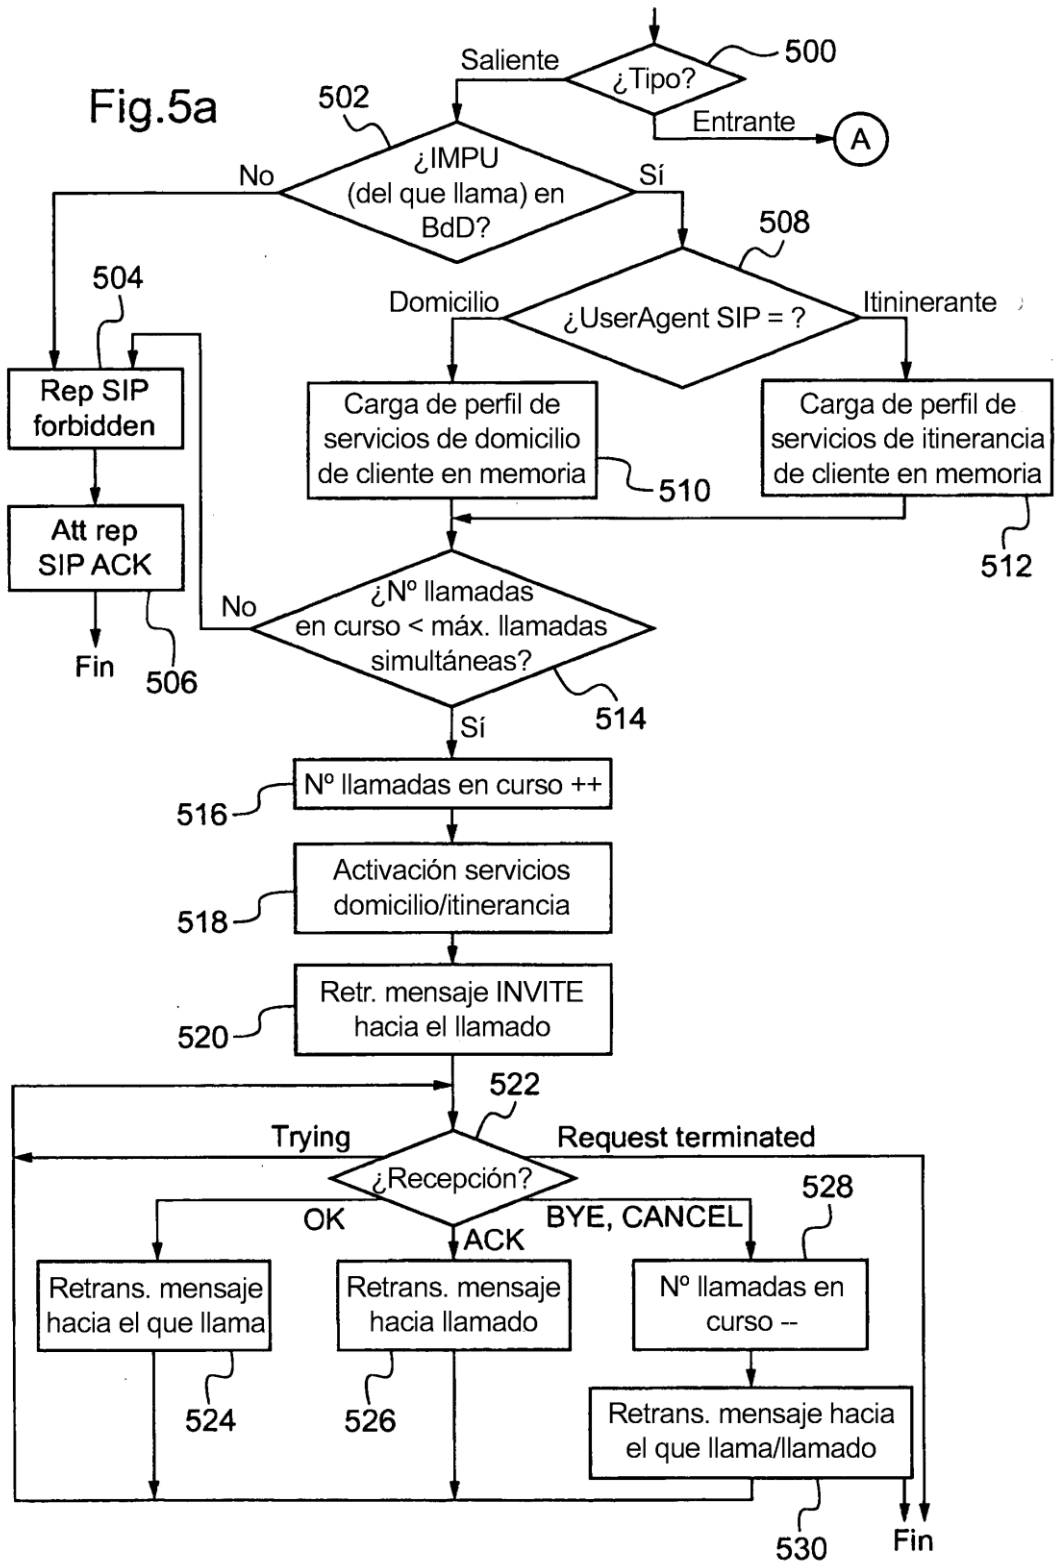 Fig.5a
Saliente
¿Tipo?
500
Entrante
A
502
No
¿IMPU
(del que llama) en
BdD?
Sí
508
504
Domicilio
¿UserAgent SIP = ?
Itininerante
Rep SIP
forbidden
Carga de perfil de
servicios de domicilio
de cliente en memoria
510
Carga de perfil de
servicios de itinerancia
de cliente en memoria
512
Att rep
SIP ACK
Fin
506
No
¿Nº llamadas
en curso < máx. llamadas
simultáneas?
514
Sí
Nº llamadas en curso ++
516
Activación servicios
domicilio/itinerancia
518
Retr. mensaje INVITE
hacia el llamado
520
522
Trying
Request terminated
¿Recepción?
OK
ACK
BYE, CANCEL
528
Retrans. mensaje
hacia el que llama
524
Retrans. mensaje
hacia llamado
526
Nº llamadas en
curso --
Retrans. mensaje hacia
el que llama/llamado
530
Fin